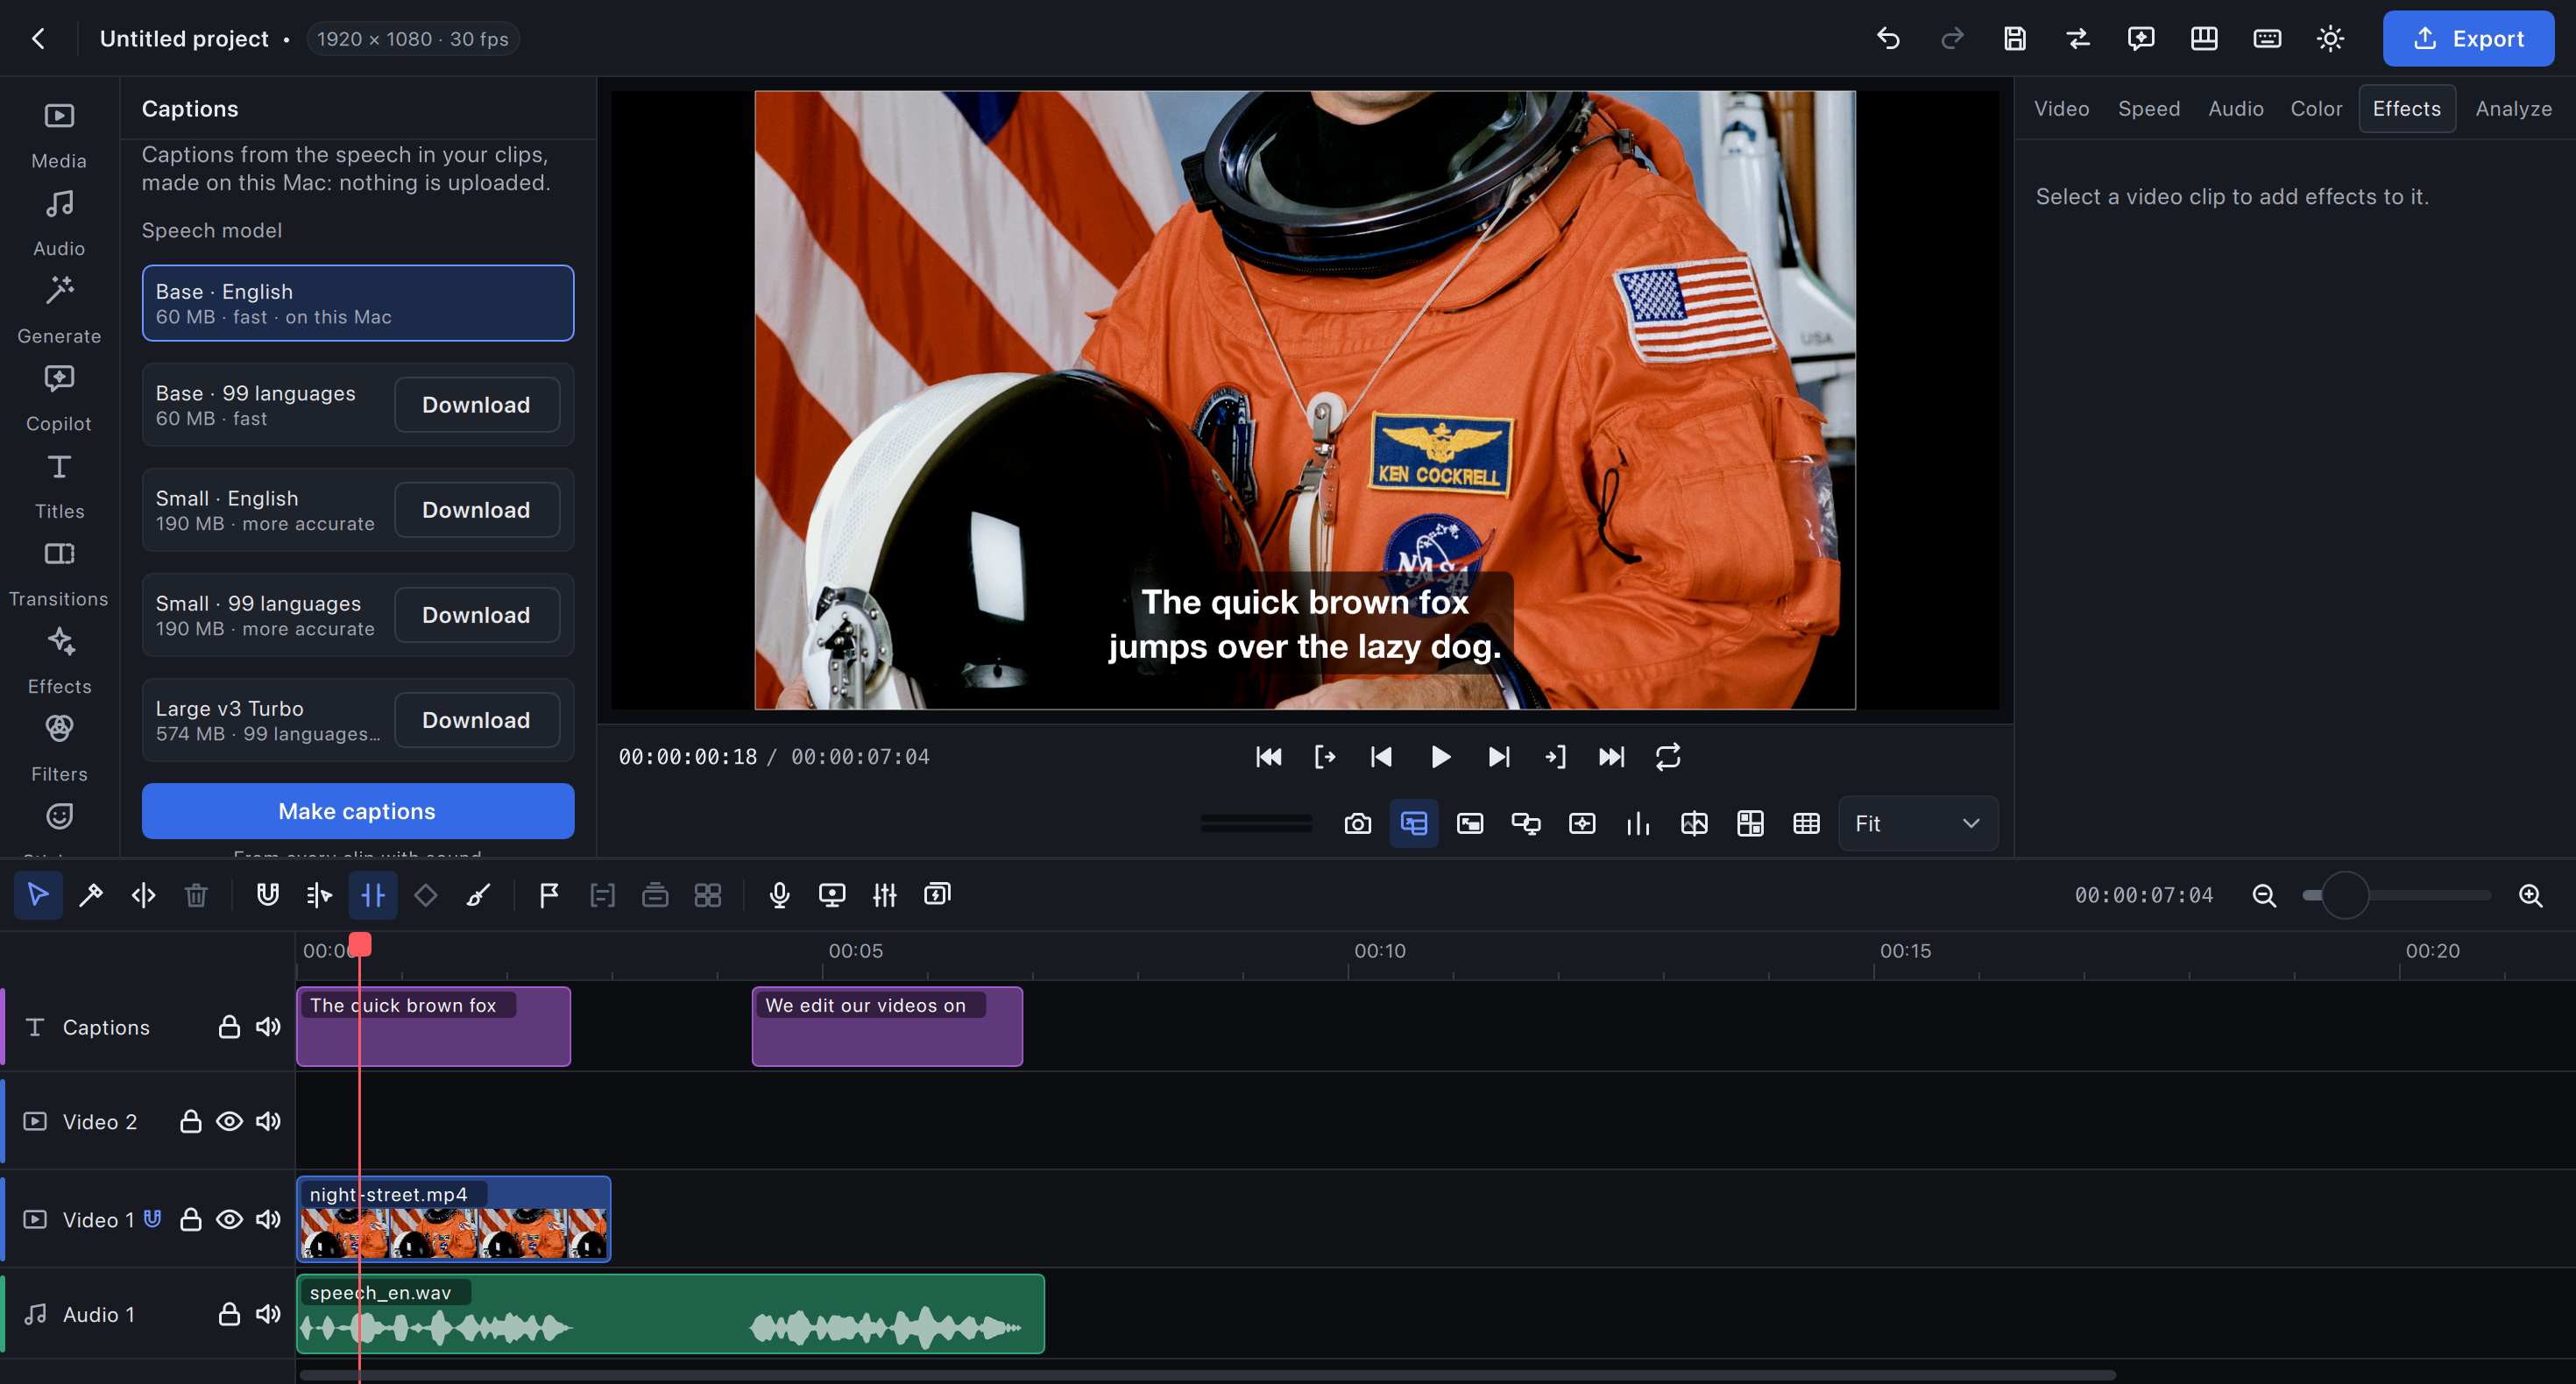 Untitled project •
1920 × 1080 · 30 fps
Export
Media
Audio
Generate
Copilot
Titles
Transitions
Effects
Filters
Captions
Captions from the speech in your clips,
made on this Mac: nothing is uploaded.
Speech model
Base · English
60 MB · fast · on this Mac
Base · 99 languages
60 MB · fast
Download
Small · English
190 MB · more accurate
Download
Small · 99 languages
190 MB · more accurate
Download
Large v3 Turbo
574 MB · 99 languages…
Download
Make captions
From every clip with sound
USA
KEN COCKRELL
NASA
The quick brown fox
jumps over the lazy dog.
00:00:00:18 / 00:00:07:04
Fit
Video
Speed
Audio
Color
Effects
Analyze
Select a video clip to add effects to it.
00:00:07:04
00:05
00:10
00:15
00:20
Captions
The quick brown fox
We edit our videos on
Video 2
Video 1
night-street.mp4
Audio 1
speech_en.wav